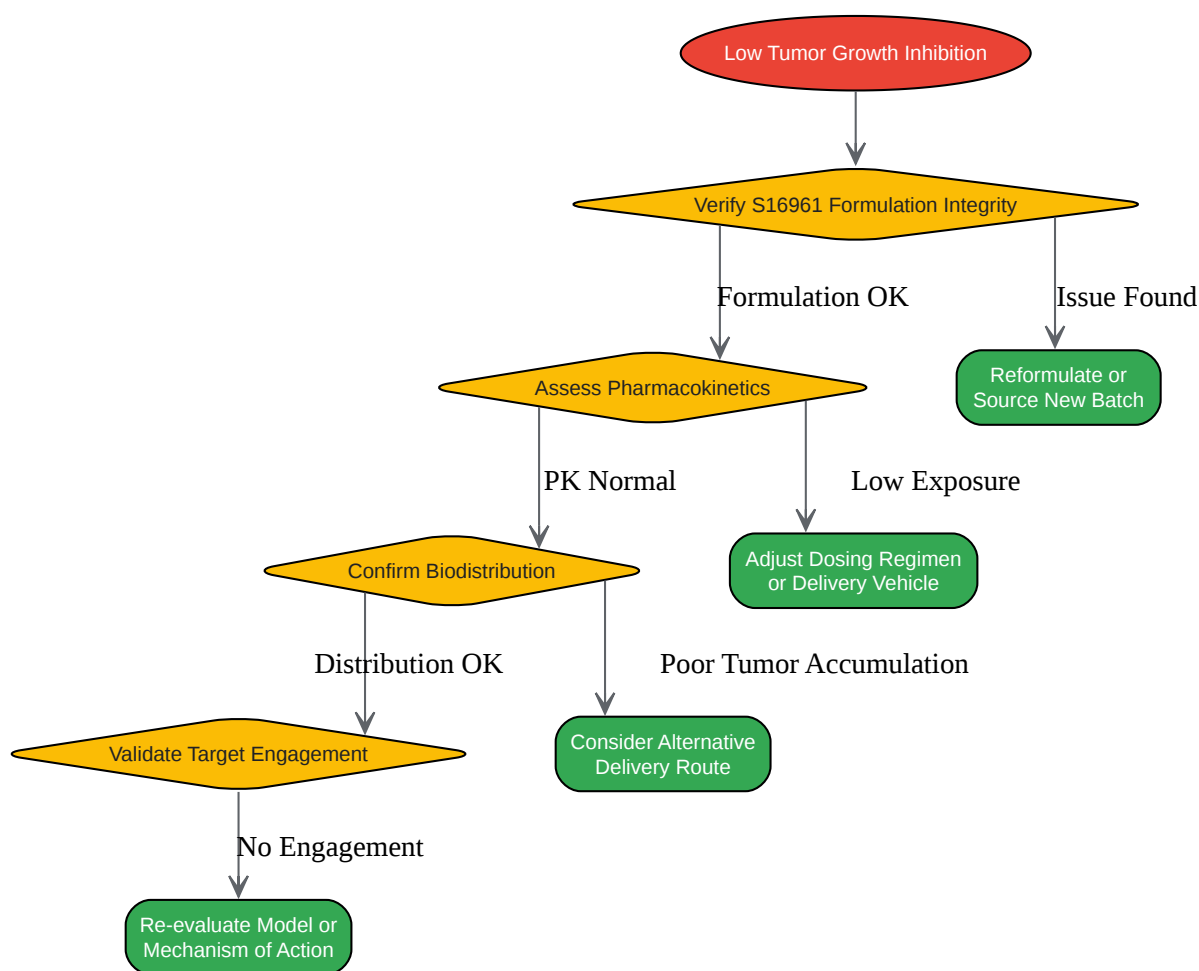 Low Tumor Growth Inhibition
Verify S16961 Formulation Integrity
Formulation OK
Issue Found
Assess Pharmacokinetics
Reformulate or
Source New Batch
PK Normal
Low Exposure
Confirm Biodistribution
Adjust Dosing Regimen
or Delivery Vehicle
Distribution OK
Poor Tumor Accumulation
Validate Target Engagement
Consider Alternative
Delivery Route
No Engagement
Re-evaluate Model or
Mechanism of Action